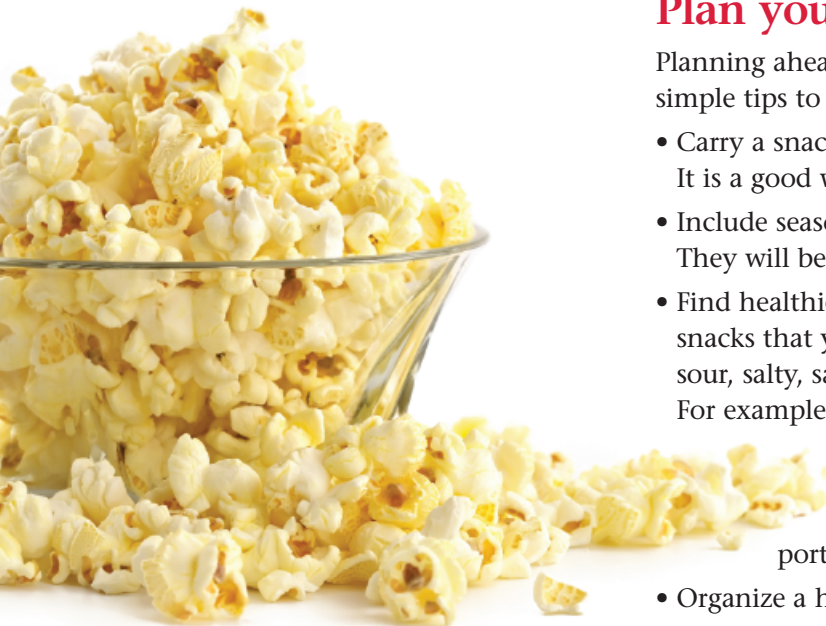 Plan you
Planning ahea
simple tips to
• Carry a snac
It is a good w
• Include seas
They will be
• Find healthi
snacks that y
sour, salty, s
For example
port
• Organize a h